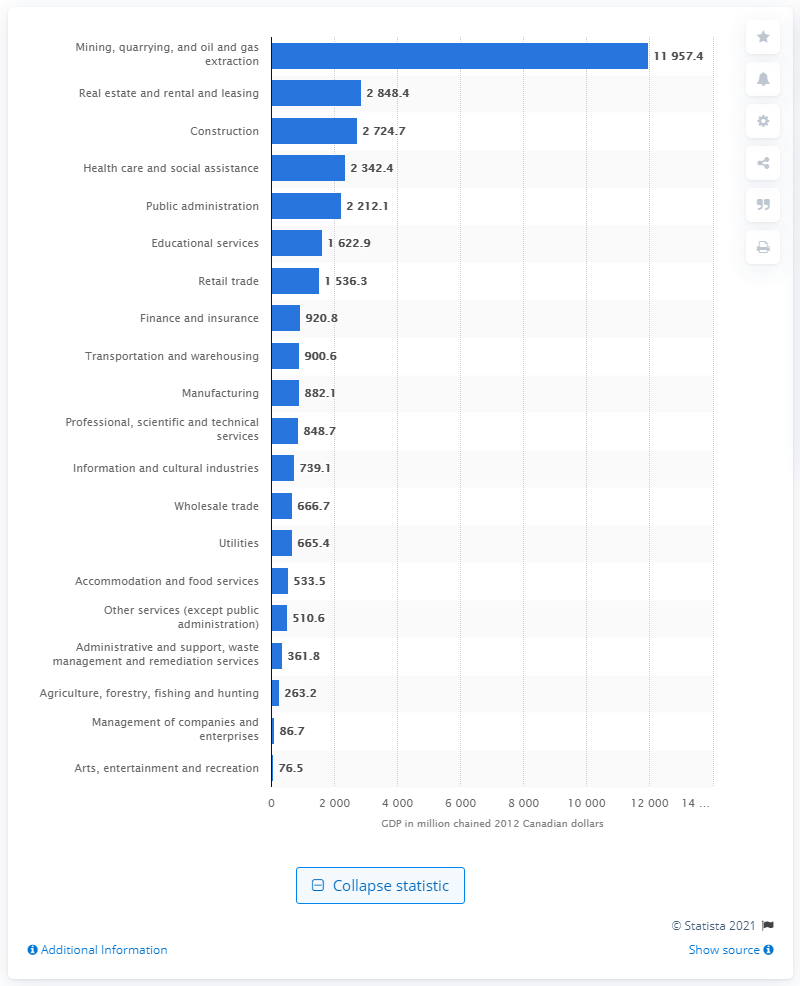 Mining, quarrying, and oil and gas
extraction
11 957.4
Real estate and rental and leasing
2 848.4
Construction
2 724.7
Health care and social assistance
2 342.4
Public administration
2 212.1
Educational services
1 622.9
Retail trade
1 536.3
Finance and insurance
920.8
Transportation and warehousing
900.6
Manufacturing
882.1
Professional, scientific and technical
services
848.7
Information and cultural industries
739.1
Wholesale trade
666.7
Utilities
665.4
Accommodation and food services
533.5
Other services (except public
administration)
510.6
Administrative and support, waste
management and remediation services
361.8
Agriculture, forestry, fishing and hunting
263.2
Management of companies and
enterprises
86.7
Arts, entertainment and recreation
76.5
0 2 000 4 000 6 000 8 000 10 000 12 000 14 ...
GDP in million chained 2012 Canadian dollars
Collapse statistic
© Statista 2021
Additional Information
Show source